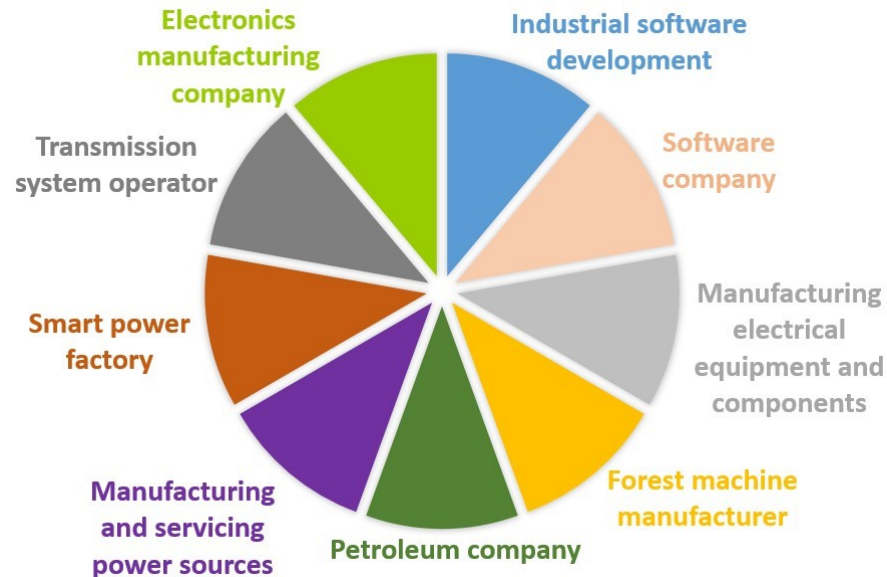 Electronics
manufacturing
company
Industrial software
development
Transmission
system operator
Software
company
Smart power
factory
Manufacturing
electrical
equipment and
components
Manufacturing
and servicing
power sources
Petroleum company
Forest machine
manufacturer